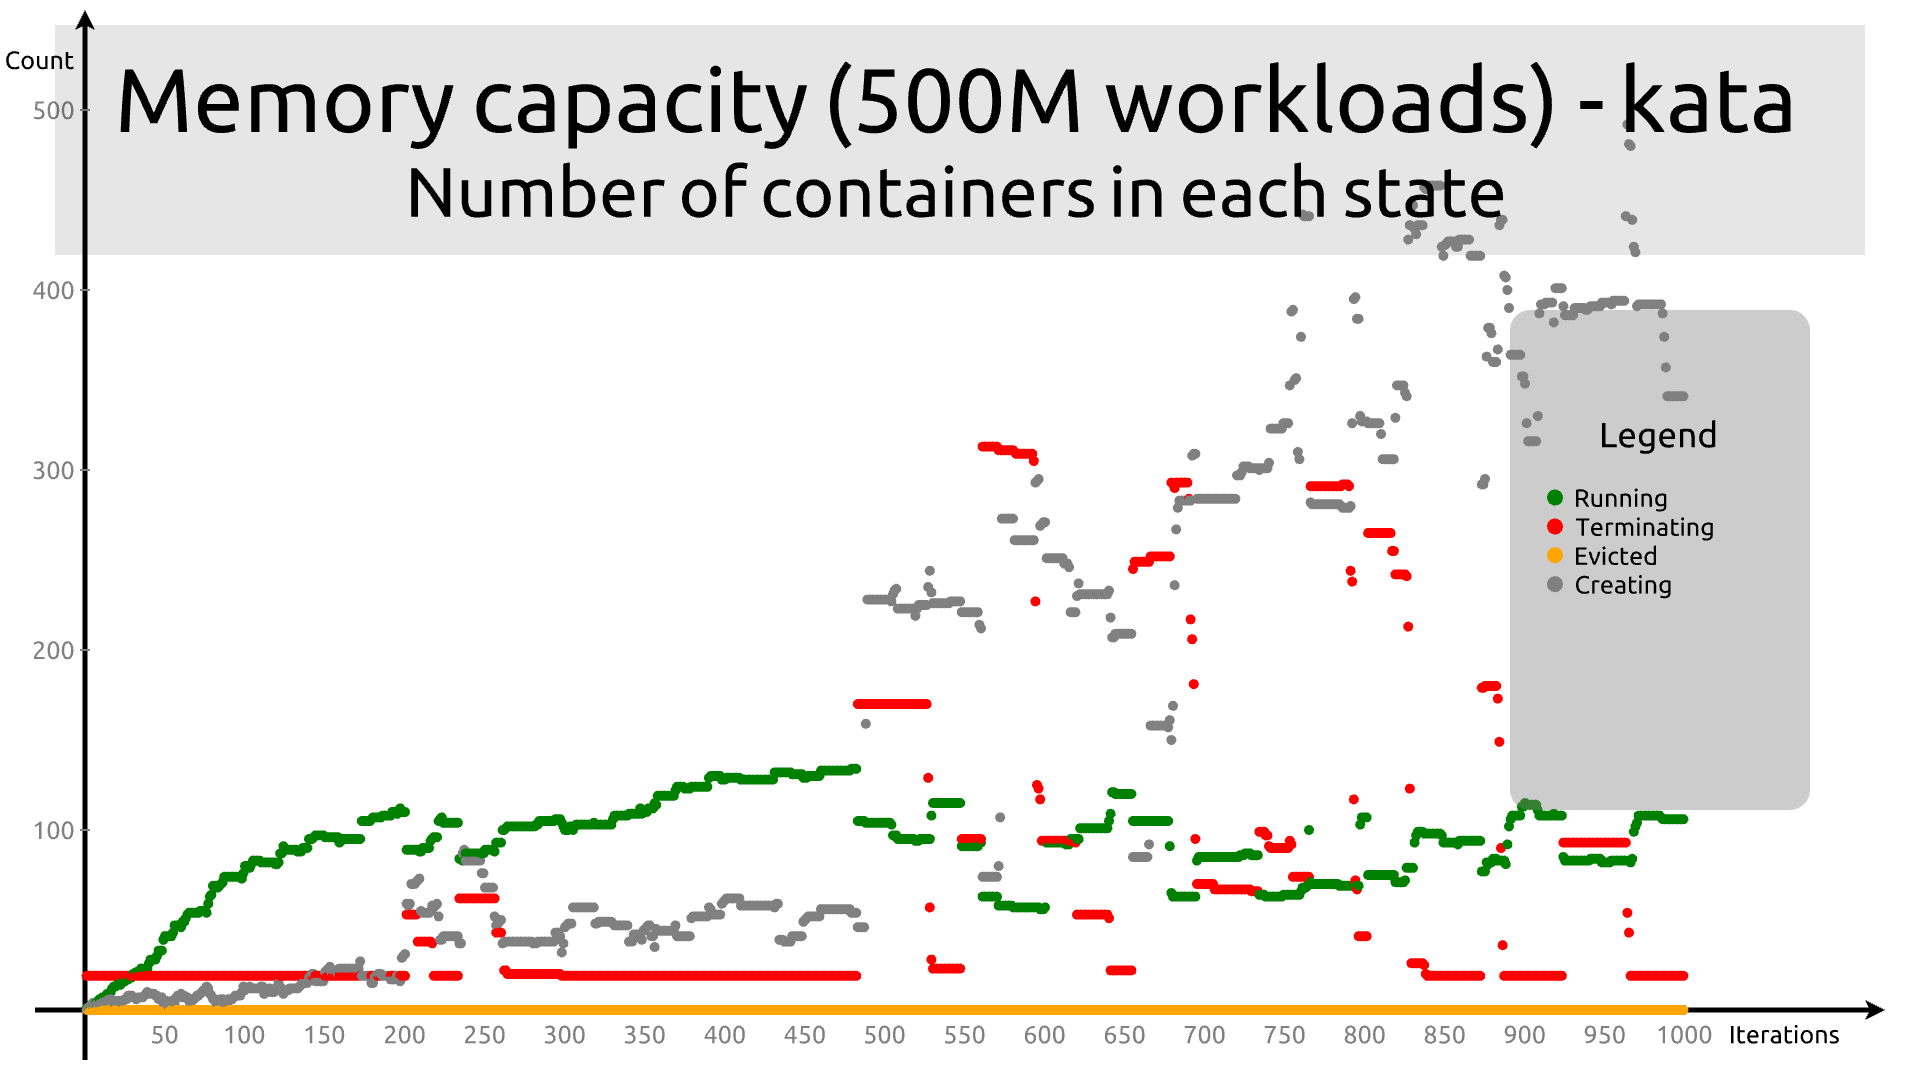 Count
Memory capacity (500M workloads) - kata
Number of containers in each state
500
400
300
200
100
Legend
Running
Terminating
Evicted
Creating
50 100 150 200 250 300 350 400 450 500 550 600 650 700 750 800 850 900 950 1000 Iterations